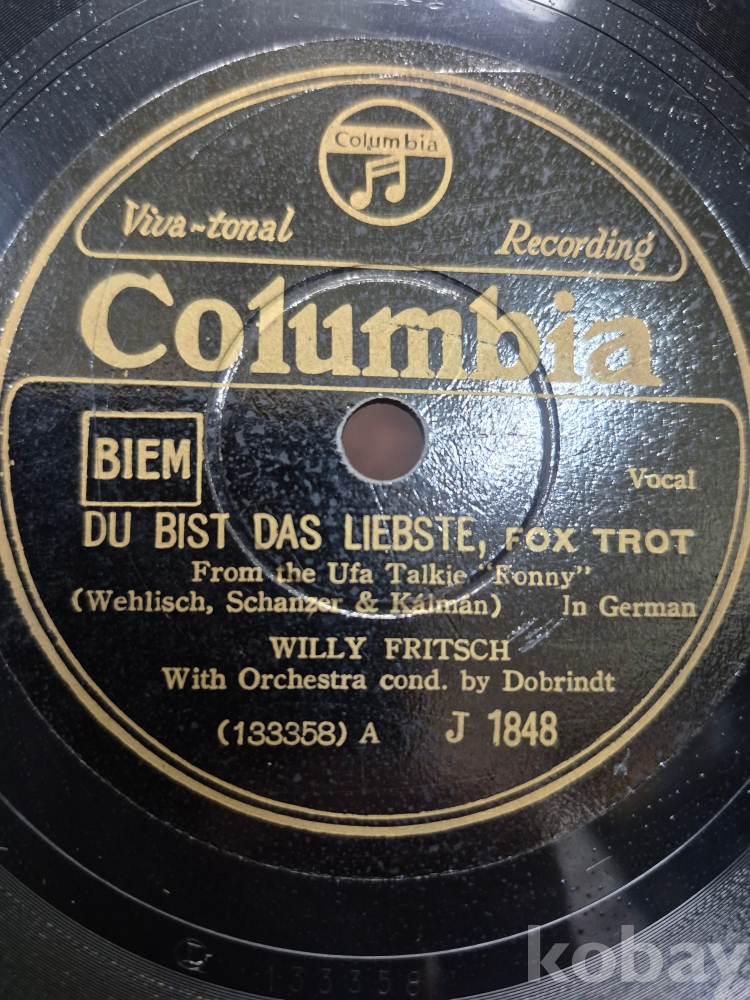 Columbia
Viva-tonal Recording
Columbia
BIEM
Vocal
DU BIST DAS LIEBSTE, FOX TROT
From the Ufa Talkie "Ronny"
(Wehlisch, Schanzer & Kálmán) In German
WILLY FRITSCH
With Orchestra cond. by Dobrindt
(133358) A J 1848
133358
kobay